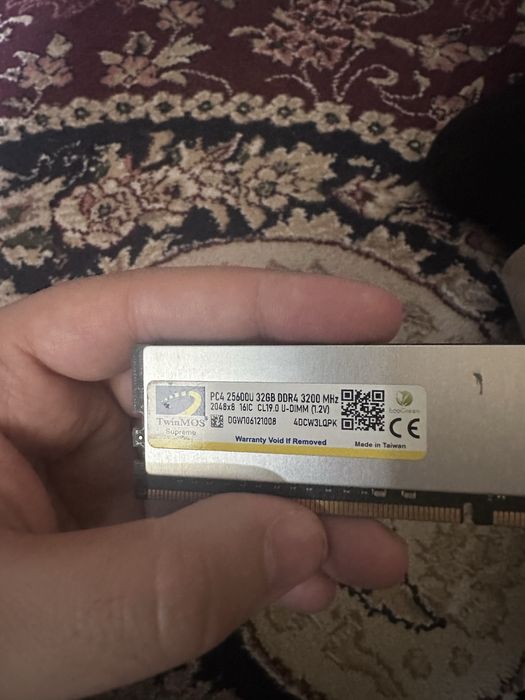 PC4 25600U 32GB DDR4 3200 MHz
2048x8 16IC CL19.0 U-DIMM (1.2V)
TwinMOS
Supreme
DGW106121008 4DCW3LQPK
Warranty Void If Removed
Made in Taiwan
CE